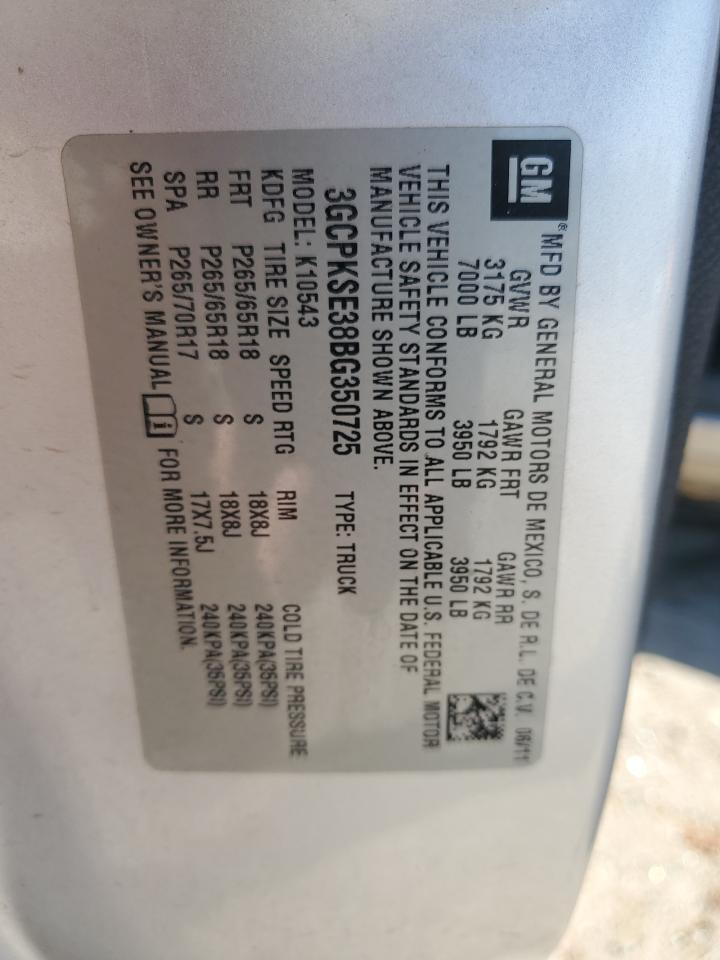 GM
® MFD BY GENERAL MOTORS DE MEXICO, S. DE R.L. DE C.V. 06/11
GVWR GAWR FRT GAWR RR
3175 KG 1792 KG 1792 KG
7000 LB 3950 LB 3950 LB
THIS VEHICLE CONFORMS TO ALL APPLICABLE U.S. FEDERAL MOTOR
VEHICLE SAFETY STANDARDS IN EFFECT ON THE DATE OF
MANUFACTURE SHOWN ABOVE.
3GCPKSE38BG350725 TYPE: TRUCK
MODEL: K10543
KDFG TIRE SIZE SPEED RTG RIM COLD TIRE PRESSURE
FRT P265/65R18 S 18X8J 240KPA(35PSI)
RR P265/65R18 S 18X8J 240KPA(35PSI)
SPA P265/70R17 S 17X7.5J 240KPA(35PSI)
SEE OWNER'S MANUAL FOR MORE INFORMATION.